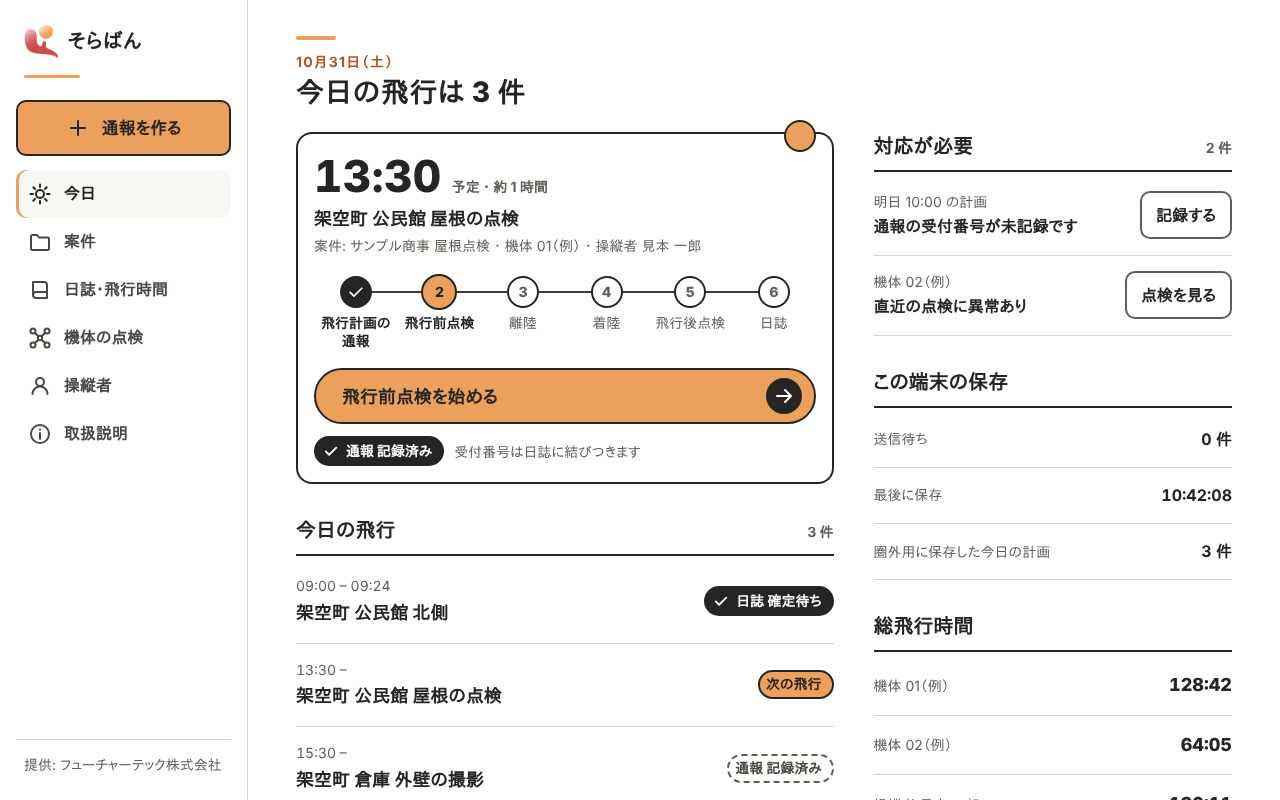 そらばん
通報を作る
今日
案件
日誌・飛行時間
機体の点検
操縦者
取扱説明
提供: フューチャーテック株式会社
10月31日（土）
今日の飛行は 3 件
13:30 予定・約1時間
架空町 公民館 屋根の点検
案件: サンプル商事 屋根点検・機体 01（例）・操縦者 見本 一郎
2 3 4 5 6
飛行計画の通報 飛行前点検 離陸 着陸 飛行後点検 日誌
飛行前点検を始める
通報 記録済み 受付番号は日誌に結びつきます
今日の飛行 3 件
09:00 – 09:24
架空町 公民館 北側
日誌 確定待ち
13:30 –
架空町 公民館 屋根の点検
次の飛行
15:30 –
架空町 倉庫 外壁の撮影
通報 記録済み
対応が必要 2 件
明日 10:00 の計画
通報の受付番号が未記録です
記録する
機体 02（例）
直近の点検に異常あり
点検を見る
この端末の保存
送信待ち 0 件
最後に保存 10:42:08
圏外用に保存した今日の計画 3 件
総飛行時間
機体 01（例） 128:42
機体 02（例） 64:05